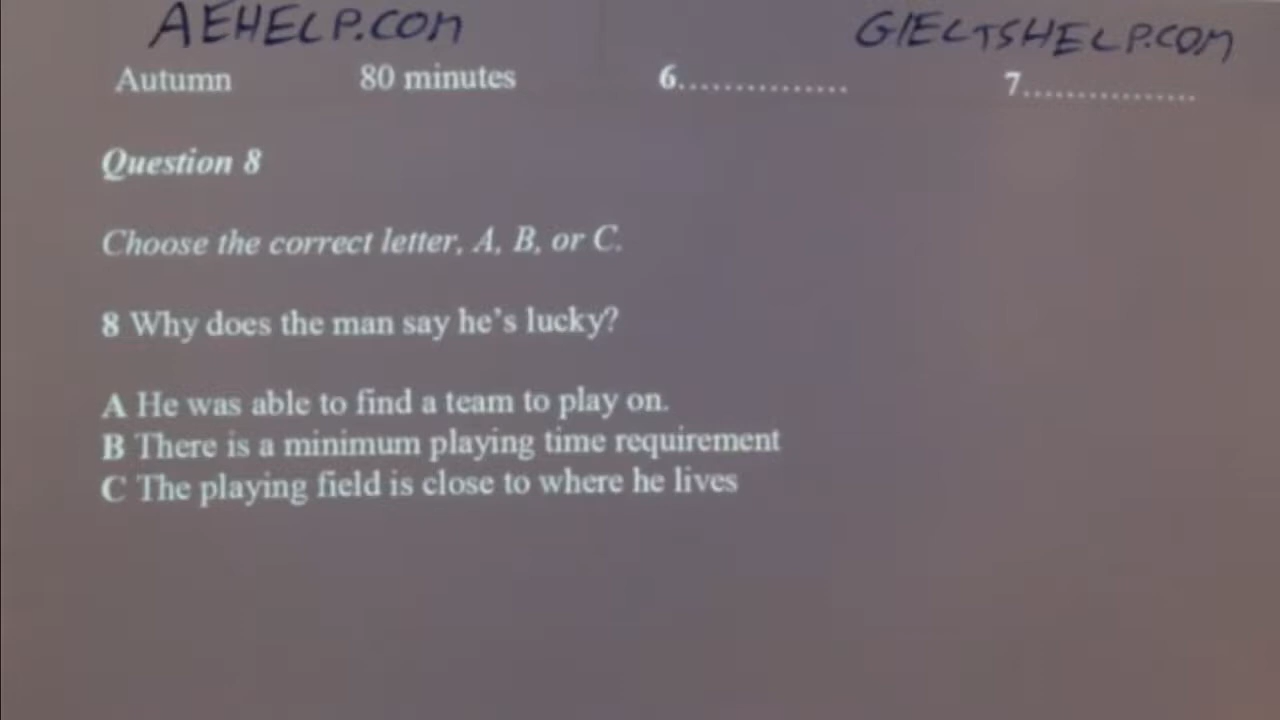 AEHELP.COM GIELTSHELP.COM
Autumn 80 minutes 6............... 7...............
Question 8
Choose the correct letter, A, B, or C.
8 Why does the man say he's lucky?
A He was able to find a team to play on.
B There is a minimum playing time requirement
C The playing field is close to where he lives